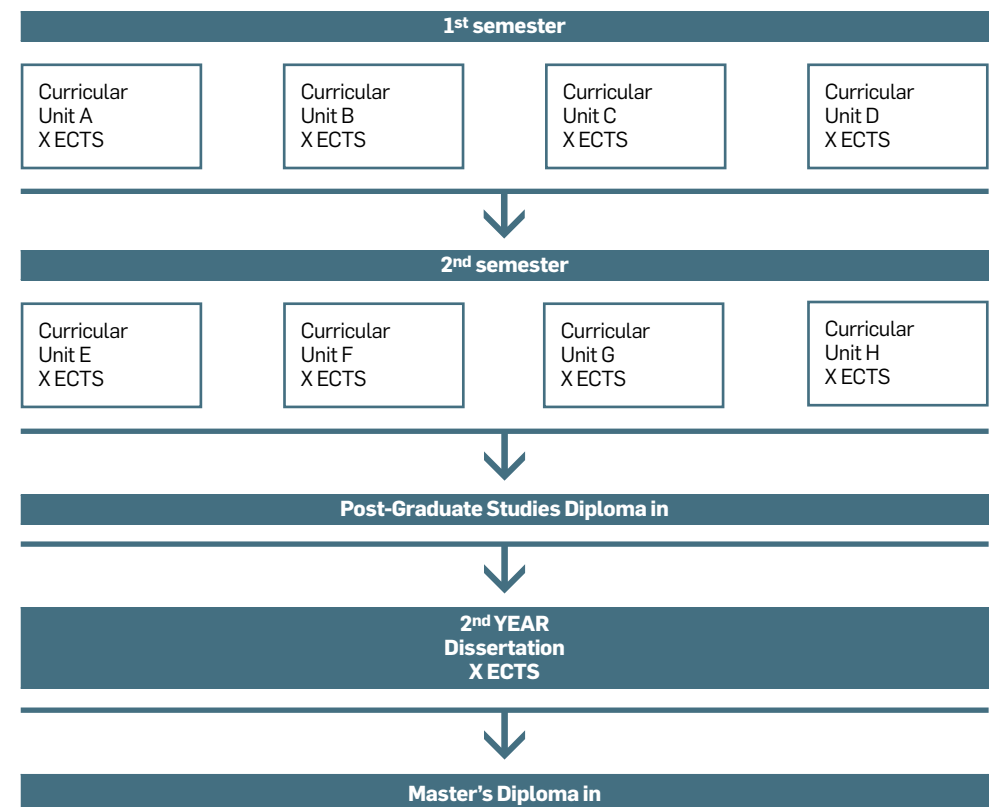 1st semester
Curricular
Unit A
X ECTS
Curricular
Unit B
X ECTS
Curricular
Unit C
X ECTS
Curricular
Unit D
X ECTS
2nd semester
Curricular
Unit E
X ECTS
Curricular
Unit F
X ECTS
Curricular
Unit G
X ECTS
Curricular
Unit H
X ECTS
Post-Graduate Studies Diploma in
2nd YEAR
Dissertation
X ECTS
Master's Diploma in